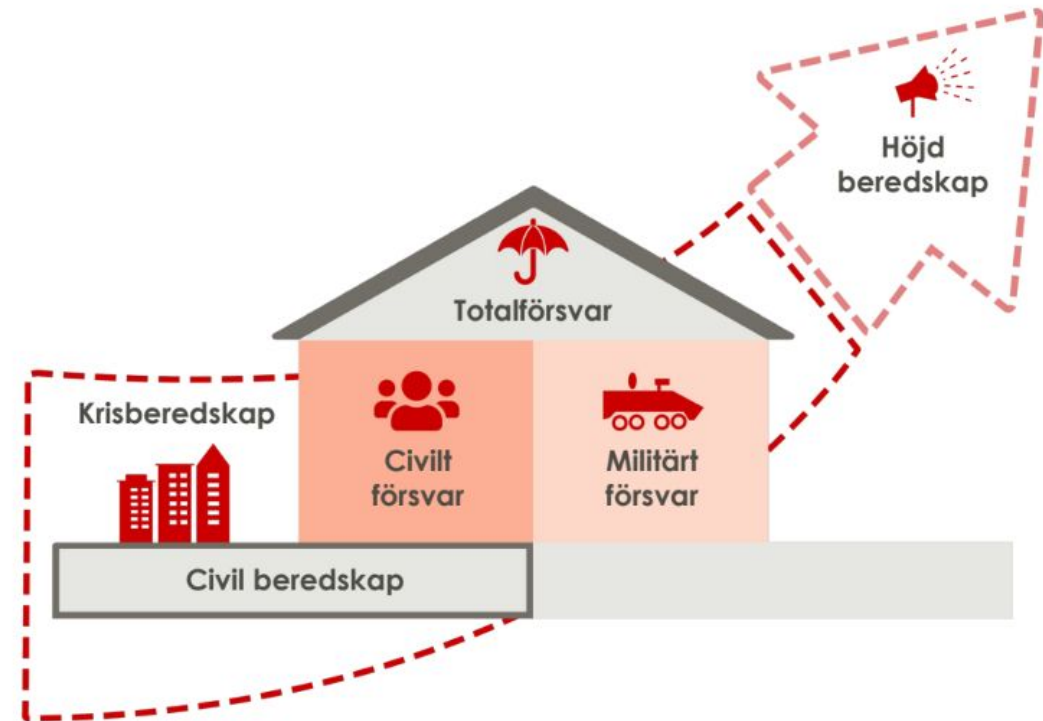 Höjd
beredskap
Totalförsvar
Krisberedskap
Civilt
försvar
Militärt
försvar
Civil beredskap